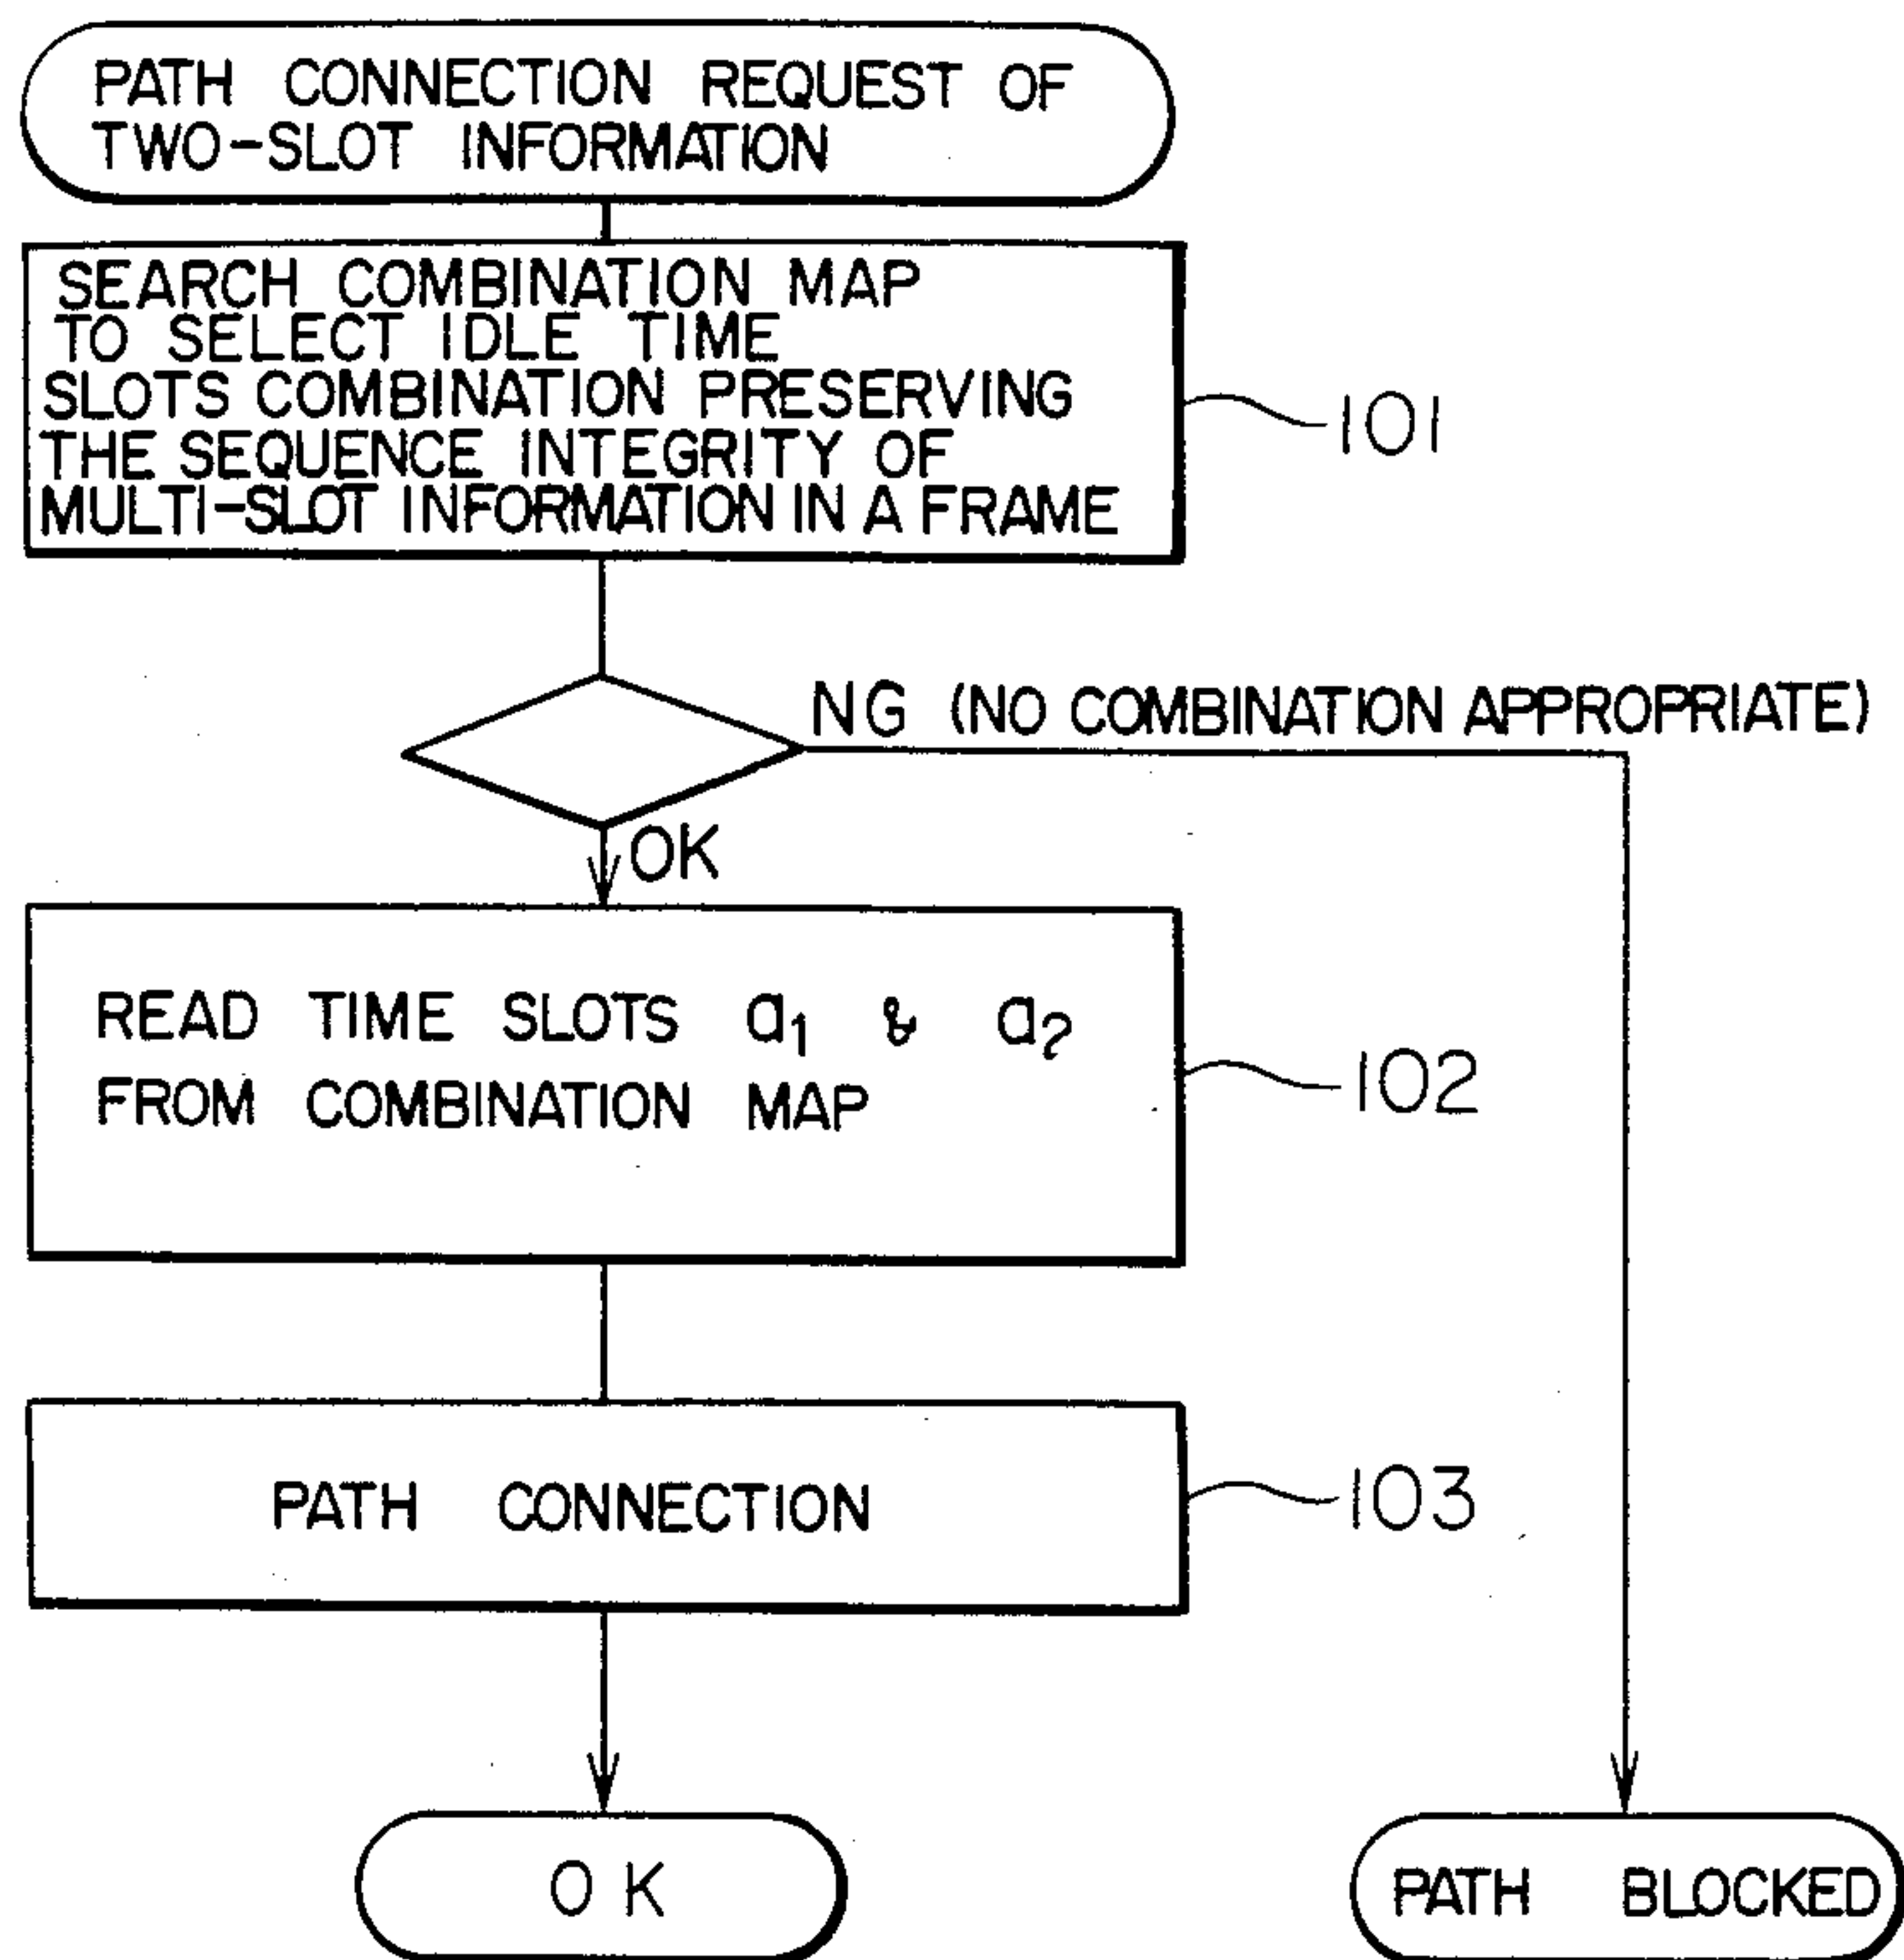 PATH CONNECTION REQUEST OF
TWO-SLOT INFORMATION
SEARCH COMBINATION MAP
TO SELECT IDLE TIME
SLOTS COMBINATION PRESERVING
THE SEQUENCE INTEGRITY OF
MULTI-SLOT INFORMATION IN A FRAME
101
NG (NO COMBINATION APPROPRIATE)
OK
READ TIME SLOTS a₁ & a₂
FROM COMBINATION MAP
102
PATH CONNECTION
103
OK
PATH BLOCKED